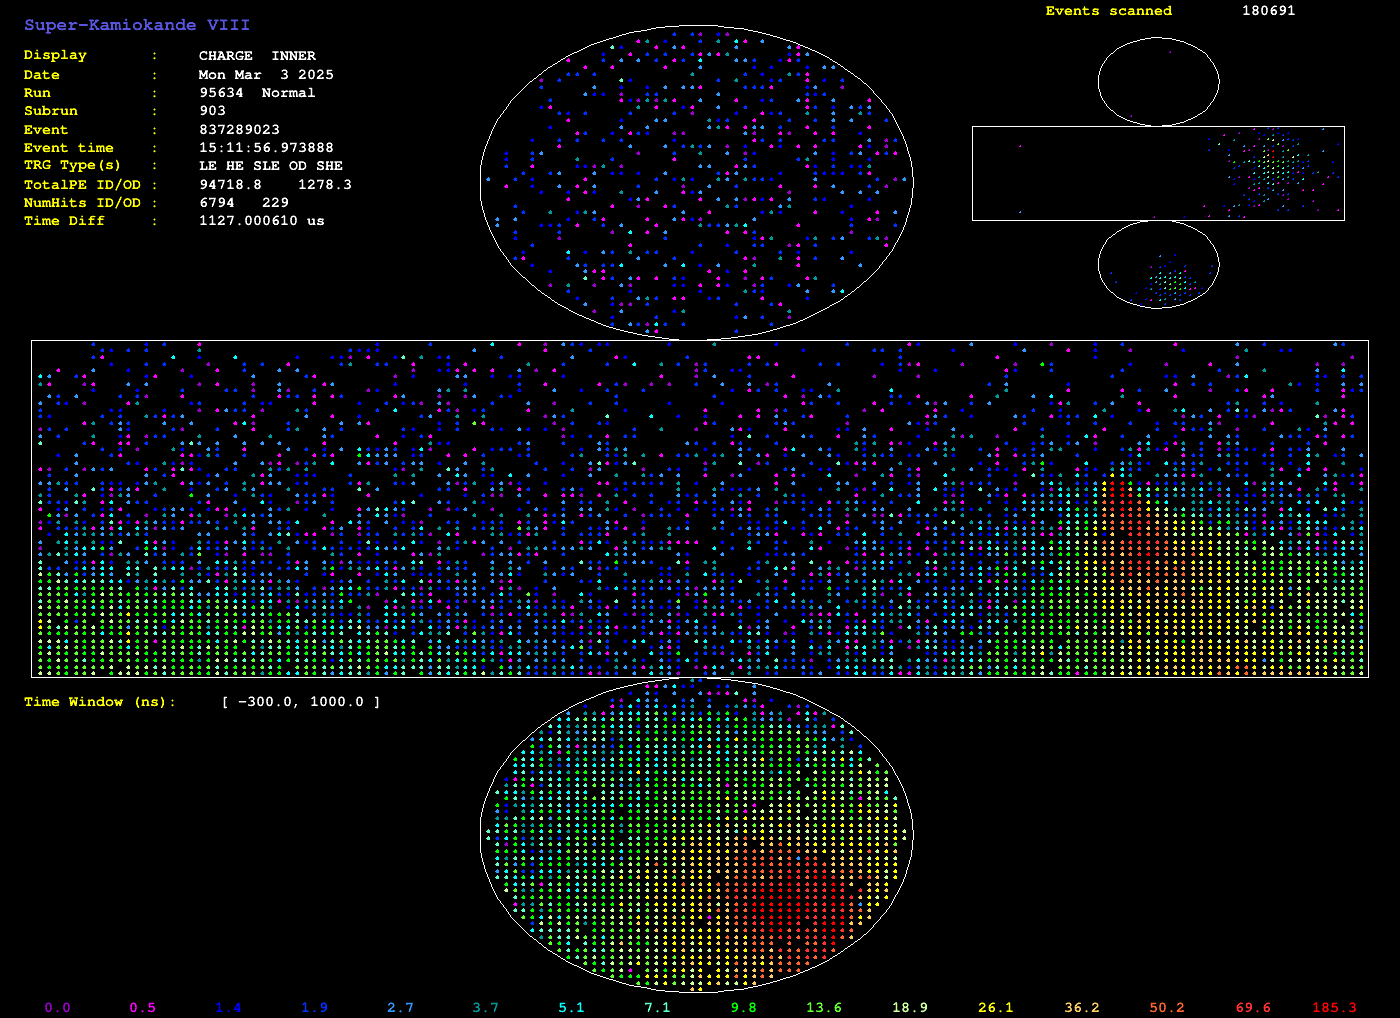 Super-Kamiokande VIII
Events scanned 180691
Display : CHARGE INNER
Date : Mon Mar 3 2025
Run : 95634 Normal
Subrun : 903
Event : 837289023
Event time : 15:11:56.973888
TRG Type(s) : LE HE SLE OD SHE
TotalPE ID/OD : 94718.8 1278.3
NumHits ID/OD : 6794 229
Time Diff : 1127.000610 us
Time Window (ns): [ -300.0, 1000.0 ]
0.0 0.5 1.4 1.9 2.7 3.7 5.1 7.1 9.8 13.6 18.9 26.1 36.2 50.2 69.6 185.3